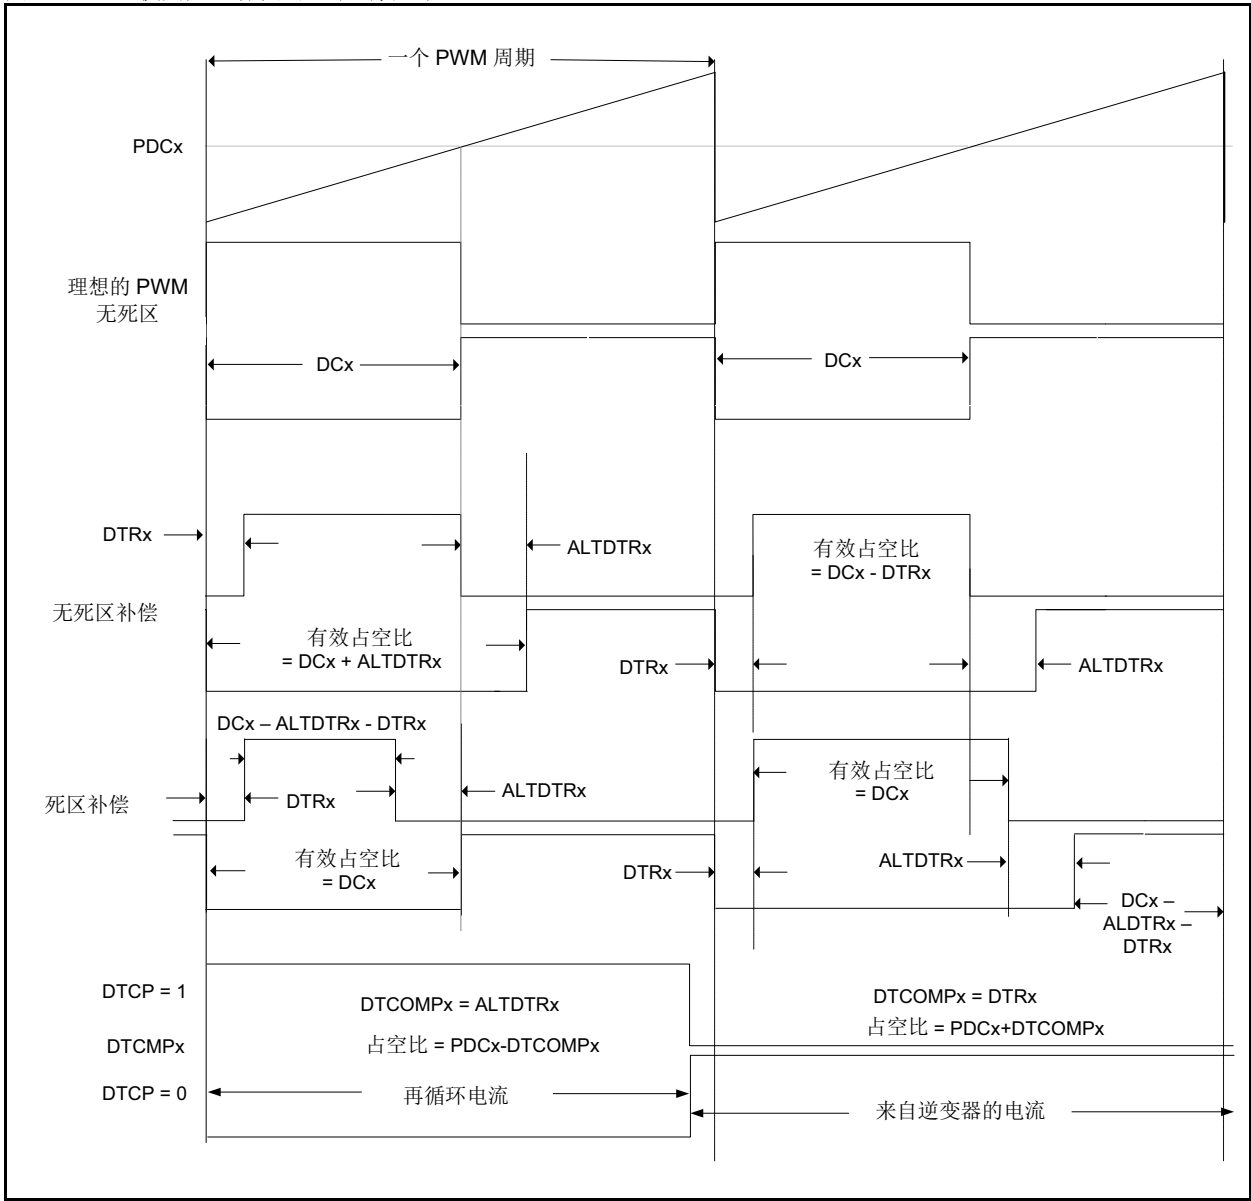 一个 PWM 周期
PDCx
理想的 PWM
无死区
DCx
DCx
DTRx
ALTDTRx
有效占空比
= DCx - DTRx
无死区补偿
有效占空比
= DCx + ALTDTRx
DTRx
ALTDTRx
DCx – ALTDTRx - DTRx
死区补偿
DTRx
ALTDTRx
有效占空比
= DCx
有效占空比
= DCx
DTRx
ALTDTRx
DCx –
ALDTRx –
DTRx
DTCP = 1
DTCOMPx = ALTDTRx
DTCOMPx = DTRx
占空比 = PDCx+DTCOMPx
DTCMPx
占空比 = PDCx-DTCOMPx
DTCP = 0
再循环电流
来自逆变器的电流